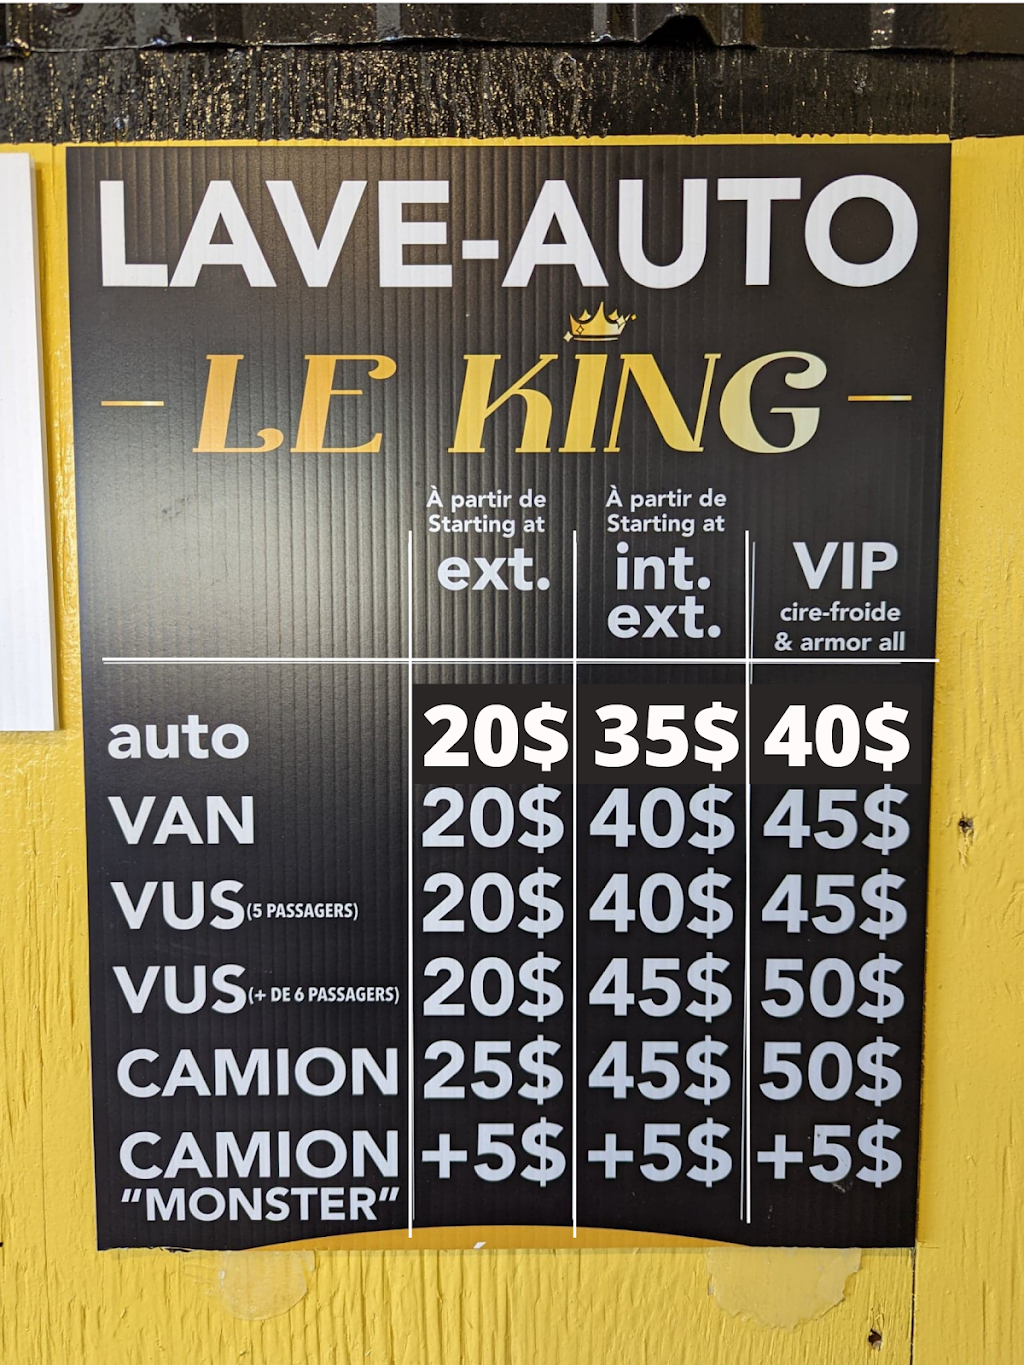 LAVE-AUTO
LE KING
À partir de À partir de
Starting at Starting at
ext. int. ext. VIP
cire-froide
& armor all
auto 20$ 35$ 40$
VAN 20$ 40$ 45$
VUS (5 PASSAGERS) 20$ 40$ 45$
VUS (+ DE 6 PASSAGERS) 20$ 45$ 50$
CAMION 25$ 45$ 50$
CAMION +5$ +5$ +5$
"MONSTER"